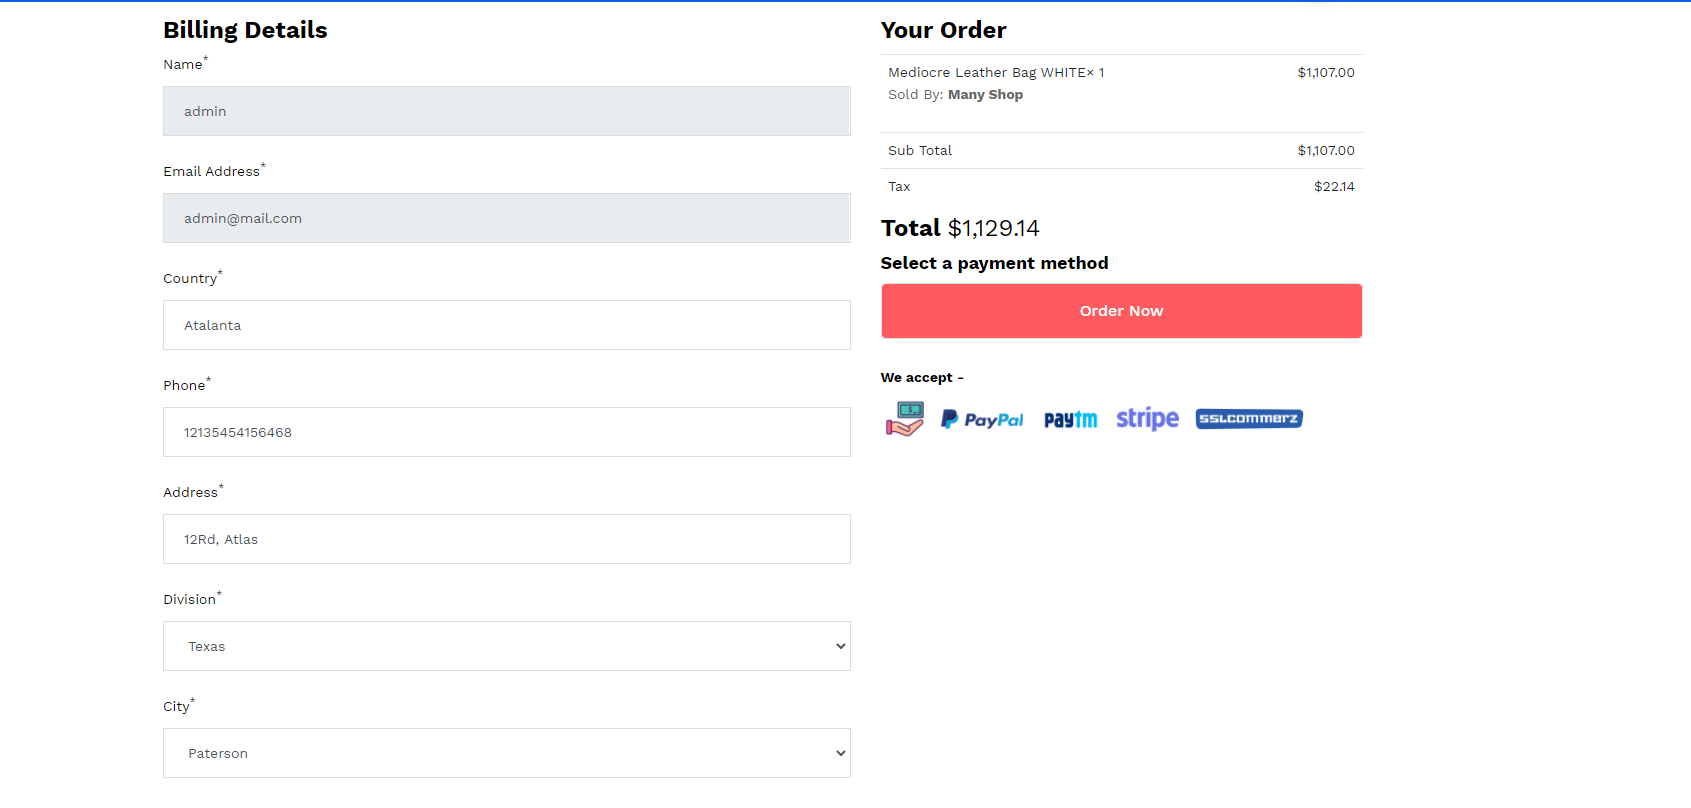 Billing Details
Name*
admin
Email Address*
admin@mail.com
Country*
Atalanta
Phone*
12135454156468
Address*
12Rd, Atlas
Division*
Texas
City*
Paterson
Your Order
Mediocre Leather Bag WHITE× 1 $1,107.00
Sold By: Many Shop
Sub Total $1,107.00
Tax $22.14
Total $1,129.14
Select a payment method
Order Now
We accept -
PayPal paytm stripe SSLCOMMERZ